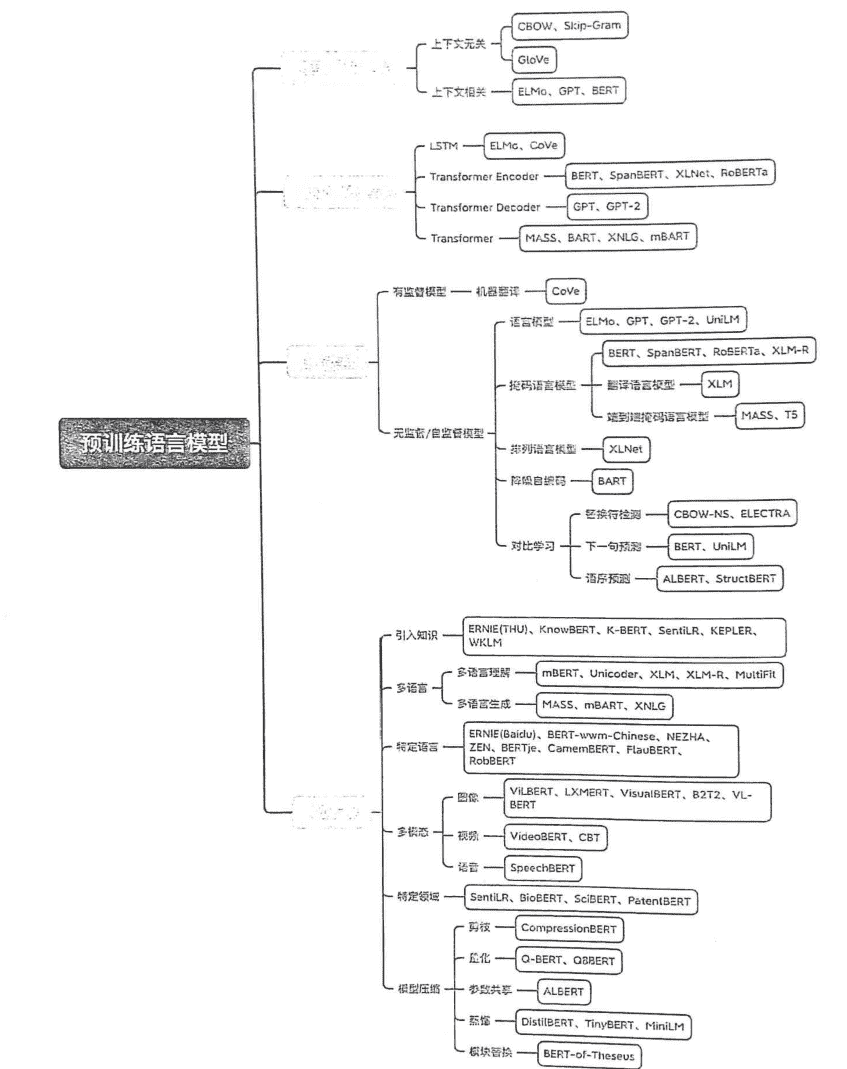 预训练语言模型
上下文无关
CBOW、Skip-Gram
GloVe
上下文相关
ELMo、GPT、BERT
LSTM
ELMo、CoVe
Transformer Encoder
BERT、SpanBERT、XLNet、RoBERTa
Transformer Decoder
GPT、GPT-2
Transformer
MASS、BART、XNLG、mBART
有监督模型
机器翻译
CoVe
无监督/自监督模型
语言模型
ELMo、GPT、GPT-2、UniLM
掩码语言模型
BERT、SpanBERT、RoBERTa、XLM-R
翻译语言模型
XLM
端到端掩码语言模型
MASS、T5
排列语言模型
XLNet
降噪自编码
BART
对比学习
替换符检测
CBOW-NS、ELECTRA
下一句预测
BERT、UniLM
语序预测
ALBERT、StructBERT
引入知识
ERNIE(THU)、KnowBERT、K-BERT、SentiLR、KEPLER、
WKLM
多语言
多语言理解
mBERT、Unicoder、XLM、XLM-R、MultiFit
多语言生成
MASS、mBART、XNLG
特定语言
ERNIE(Baidu)、BERT-wwm-Chinese、NEZHA、
ZEN、BERTje、CamemBERT、FlauBERT、
RobBERT
多模态
图像
ViLBERT、LXMERT、VisualBERT、B2T2、VL-
BERT
视频
VideoBERT、CBT
语音
SpeechBERT
特定领域
SentiLR、BioBERT、SciBERT、PatentBERT
模型压缩
剪枝
CompressionBERT
量化
Q-BERT、Q8BERT
参数共享
ALBERT
蒸馏
DistilBERT、TinyBERT、MiniLM
模块替换
BERT-of-Theseus